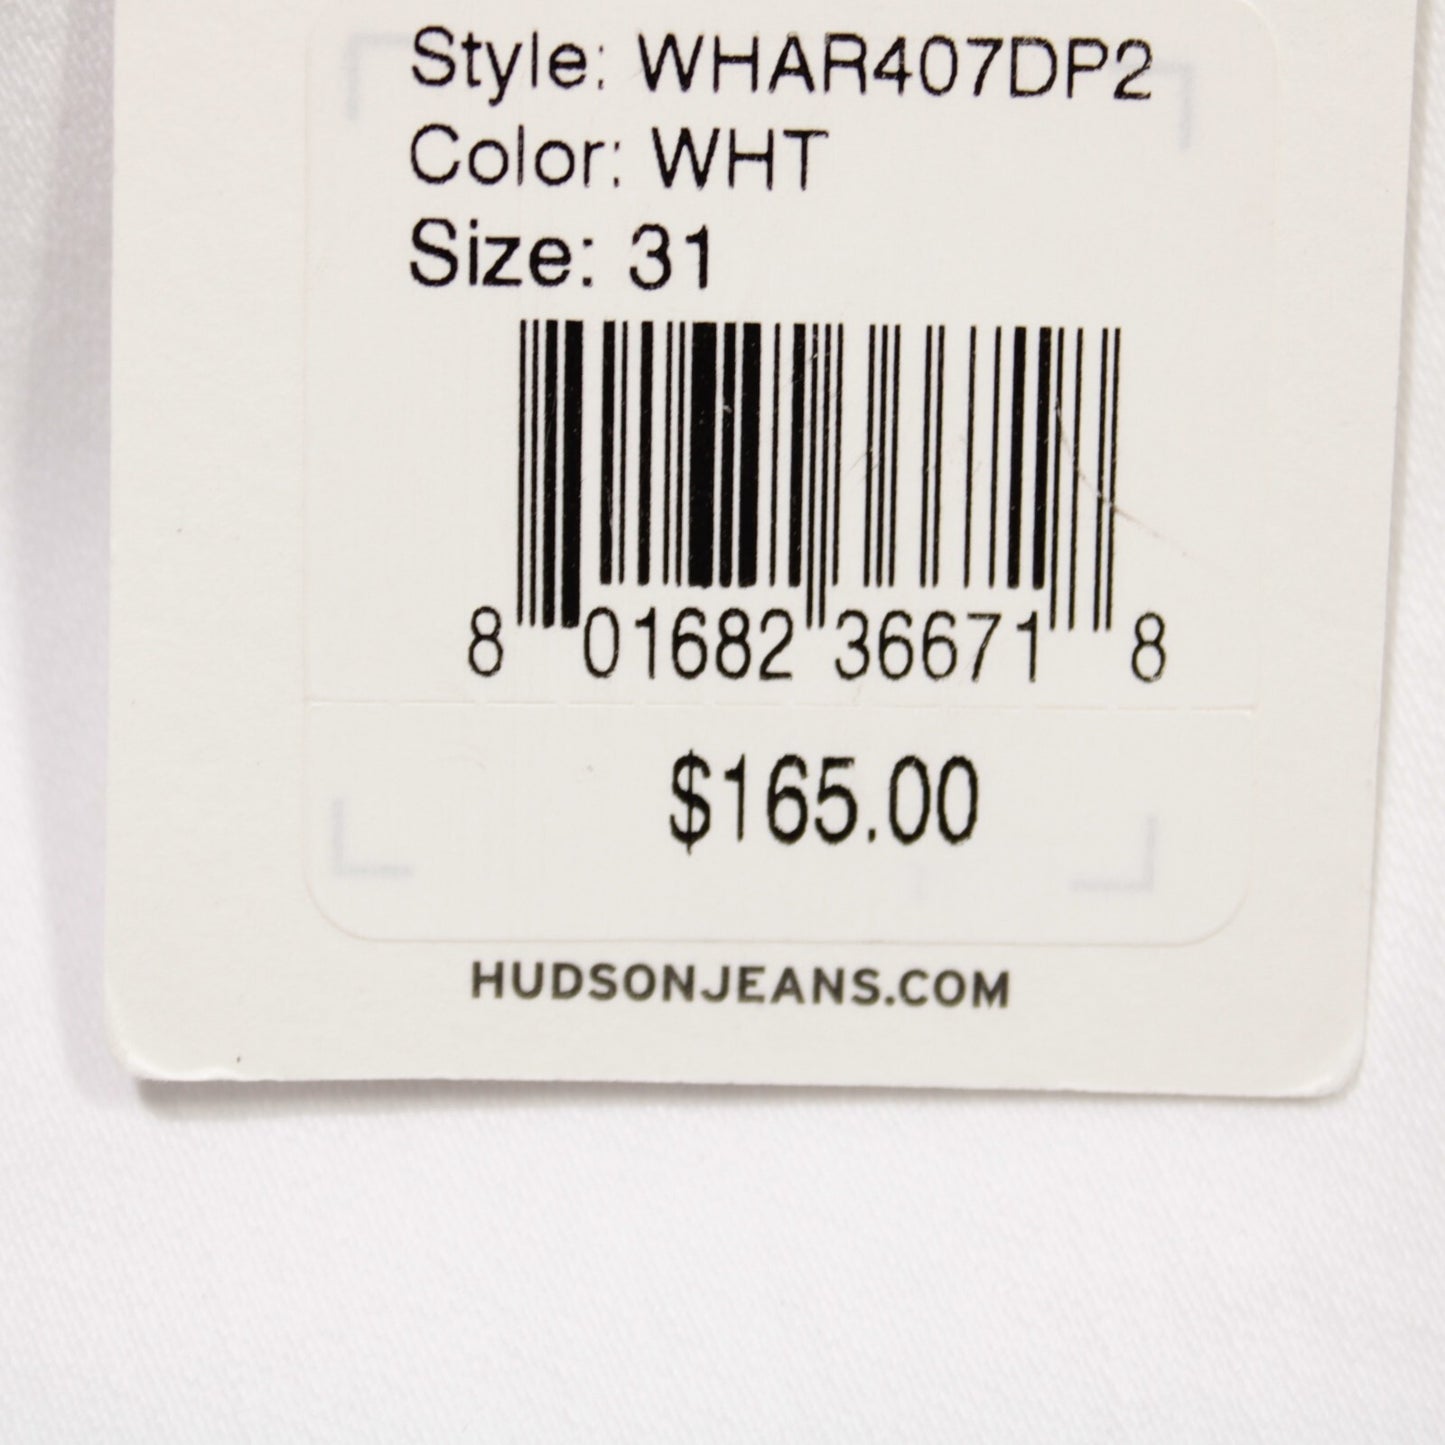 Style: WHAR407DP2
Color: WHT
Size: 31
8 01682 36671 8
$165.00
HUDSONJEANS.COM